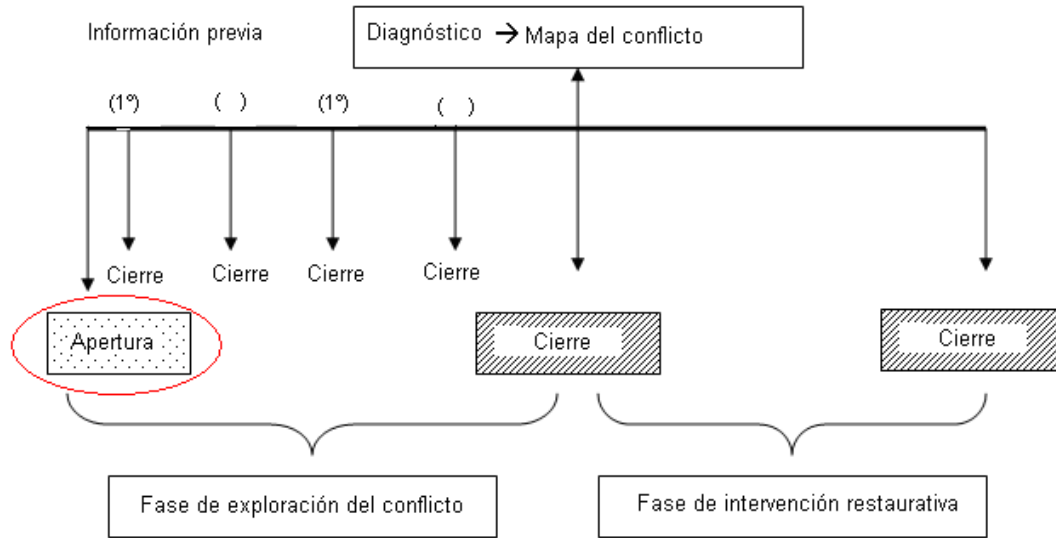 Información previa
Diagnóstico → Mapa del conflicto
(1º) ( ) (1º) ( )
Cierre Cierre Cierre Cierre
Apertura Cierre Cierre
Fase de exploración del conflicto
Fase de intervención restaurativa